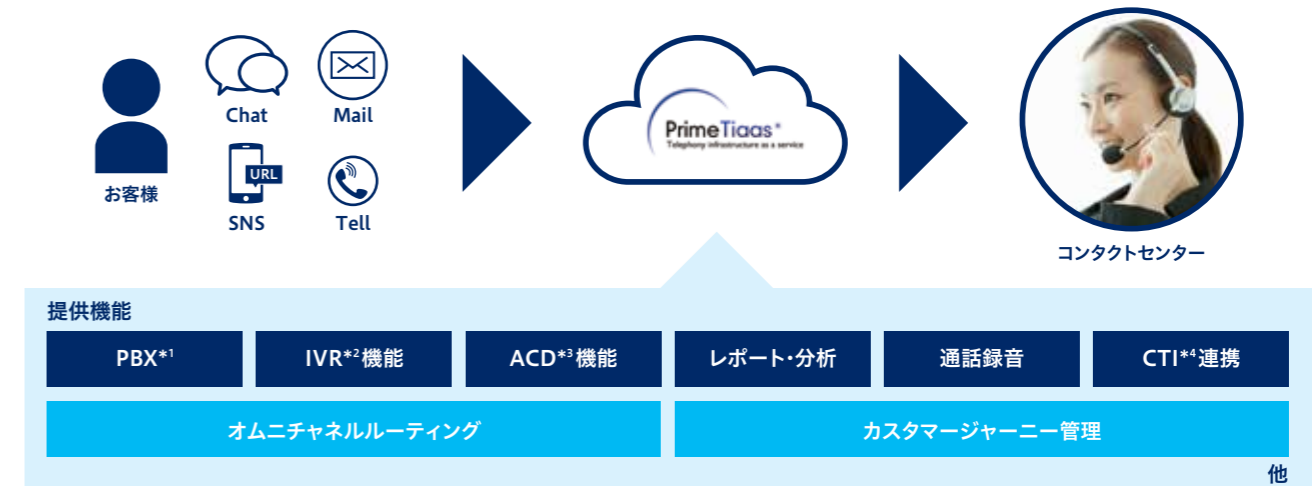 Chat
Mail
お客様
URL
SNS
Tell
PrimeTiaas*
Telephony infrastructure as a service
コンタクトセンター
提供機能
PBX*1
IVR*2機能
ACD*3機能
レポート・分析
通話録音
CTI*4連携
オムニチャネルルーティング
カスタマージャーニー管理
他